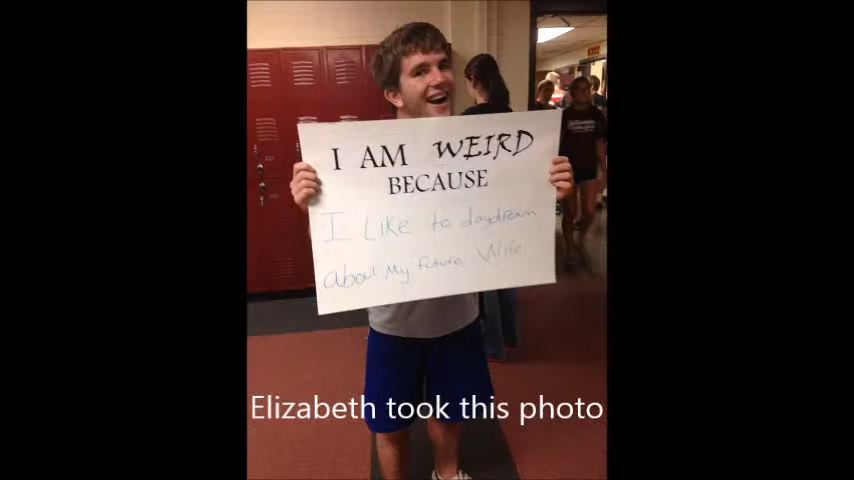 I AM WEIRD
BECAUSE
I LIKE to daydream
about My future Wife
Elizabeth took this photo